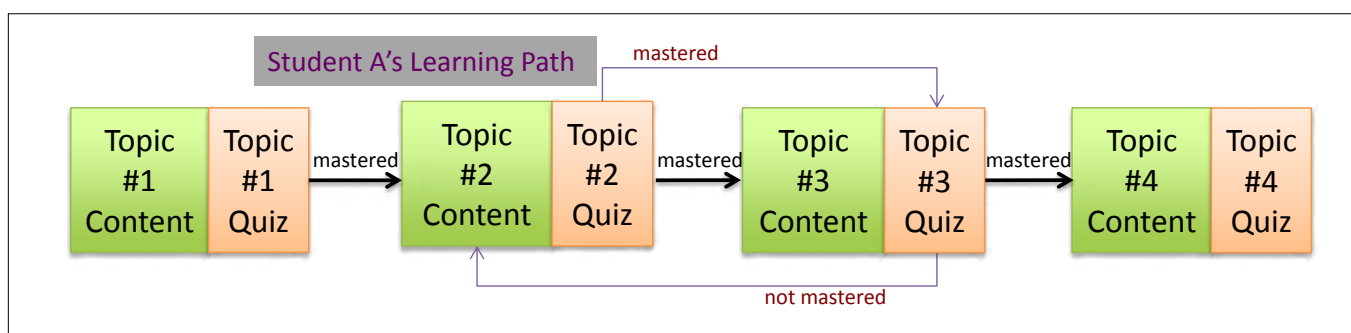 Student A's Learning Path
mastered
Topic
#1
Content
Topic
#1
Quiz
mastered
Topic
#2
Content
Topic
#2
Quiz
mastered
Topic
#3
Content
Topic
#3
Quiz
mastered
Topic
#4
Content
Topic
#4
Quiz
not mastered